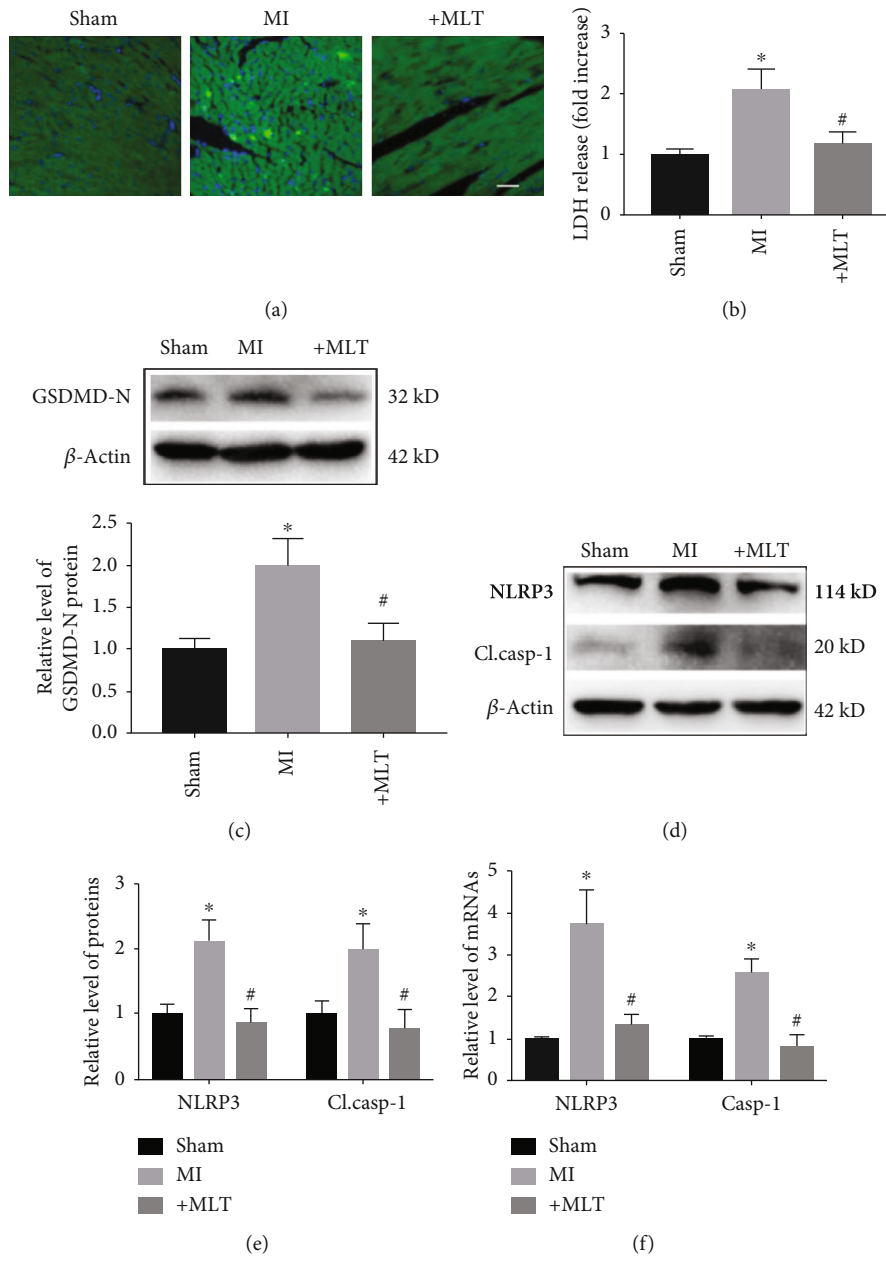 Sham MI +MLT
(a)
LDH release (fold increase)
3
2
1
0
*
#
Sham MI +MLT
(b)
Sham MI +MLT
GSDMD-N 32 kD
β-Actin 42 kD
Relative level of
GSDMD-N protein
2.5
2.0
1.5
1.0
0.5
0.0
*
#
Sham MI +MLT
(c)
Sham MI +MLT
NLRP3 114 kD
Cl.casp-1 20 kD
β-Actin 42 kD
(d)
Relative level of proteins
3
2
1
0
* *
# #
NLRP3 Cl.casp-1
Sham
MI
+MLT
(e)
Relative level of mRNAs
5
4
3
2
1
0
*
*
#
#
NLRP3 Casp-1
Sham
MI
+MLT
(f)